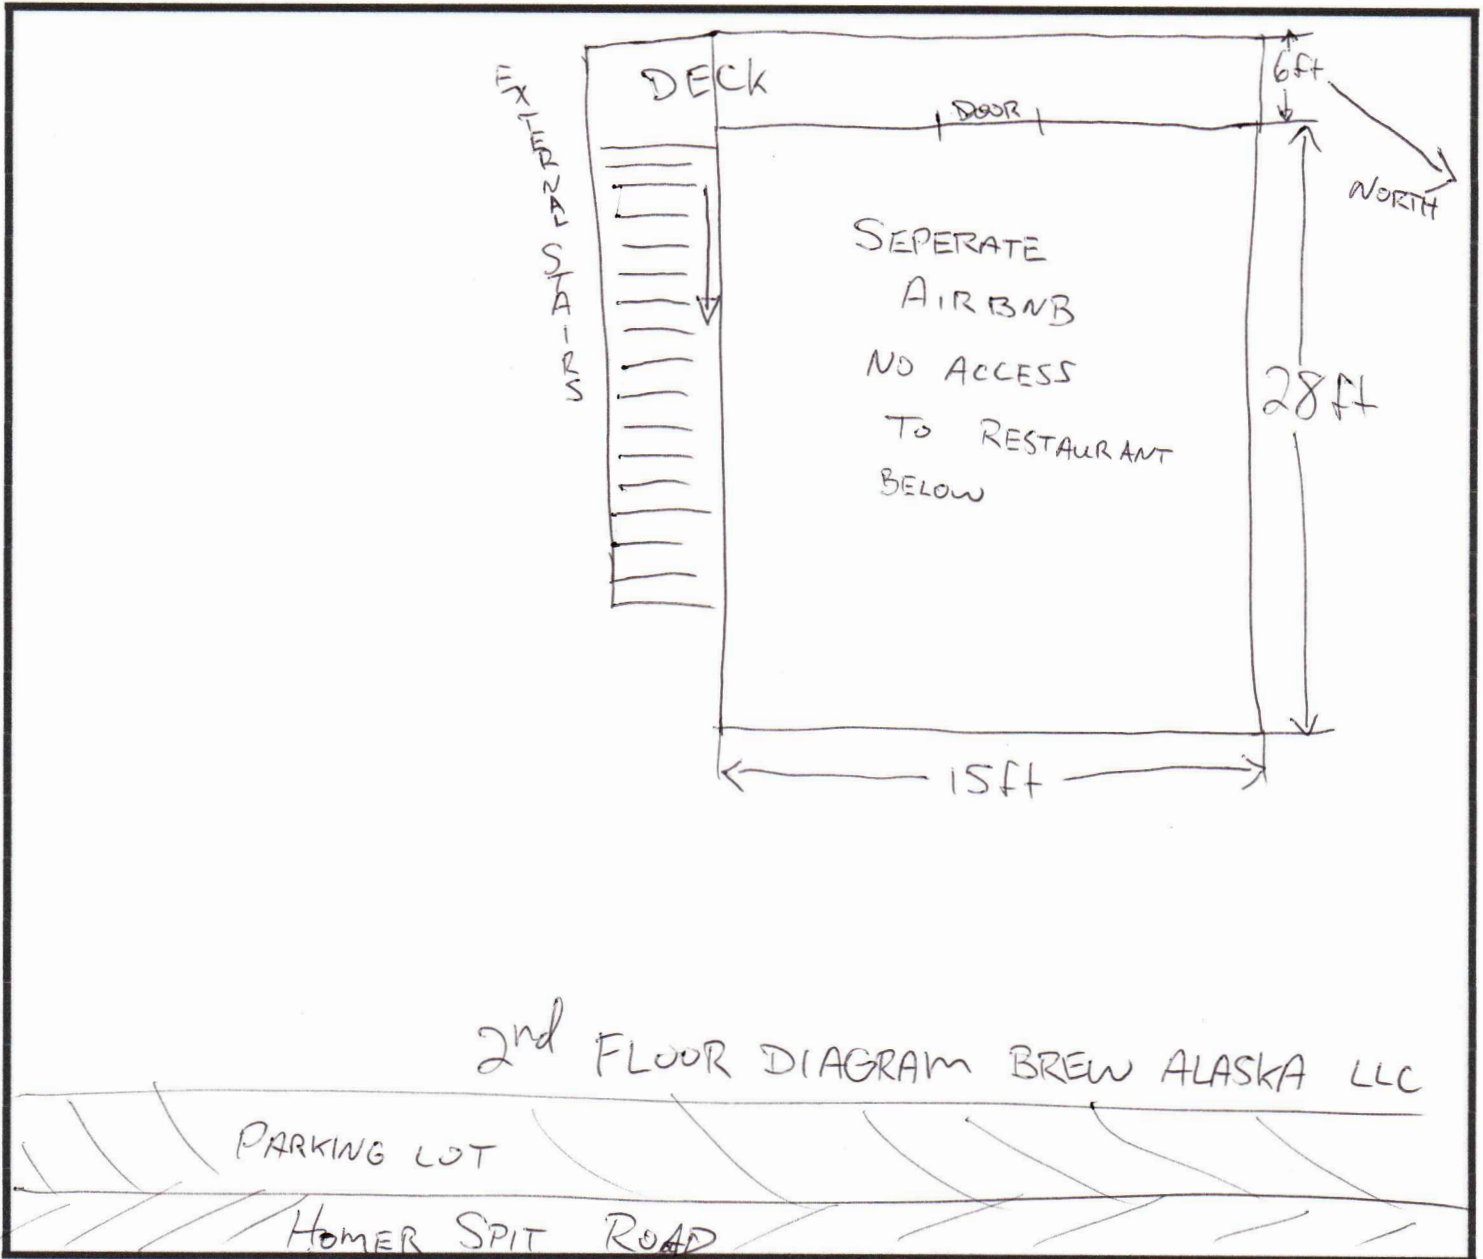 DECK
6ft
DOOR
NORTH
EXTERNAL STAIRS
SEPERATE
AIRBNB
NO ACCESS
TO RESTAURANT
BELOW
28ft
15ft
2nd FLOOR DIAGRAM BREW ALASKA LLC
PARKING LOT
HOMER SPIT ROAD